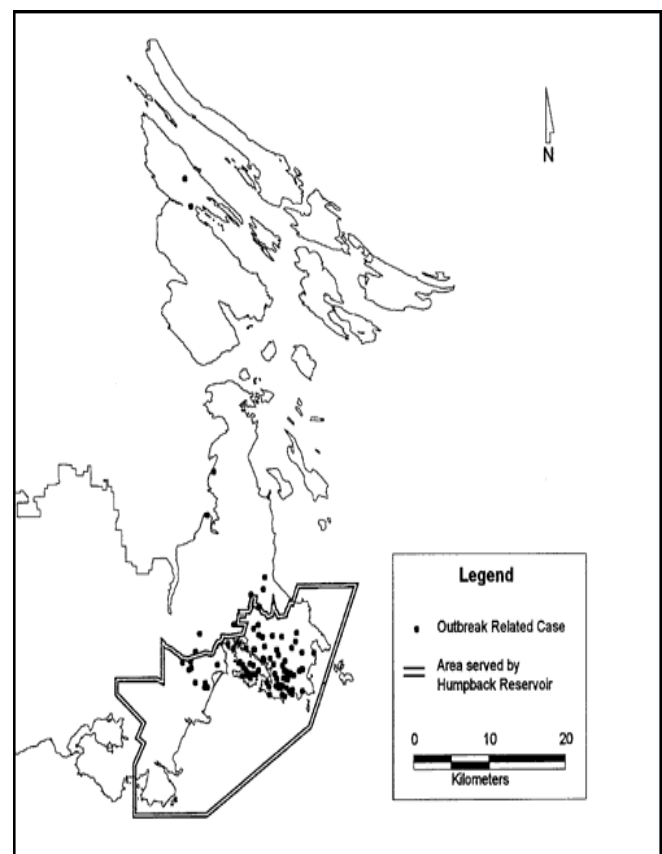 N
Legend
Outbreak Related Case
Area served by
Humpback Reservoir
0 10 20
Kilometers